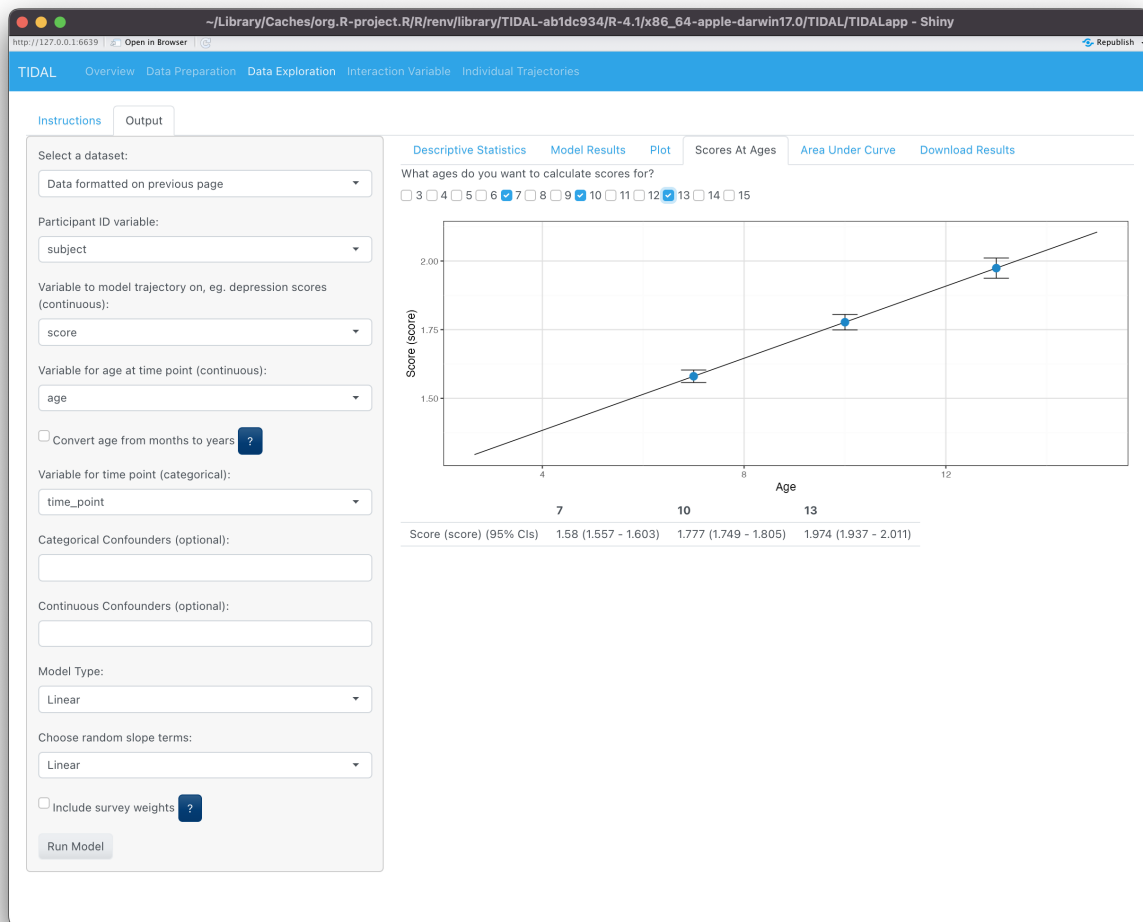 ~/Library/Caches/org.R-project.R/R/renv/library/TIDAL-ab1dc934/R-4.1/x86_64-apple-darwin17.0/TIDAL/TIDALapp - Shiny
http://127.0.0.1:6639 Open in Browser Republish
TIDAL Overview Data Preparation Data Exploration Interaction Variable Individual Trajectories
Instructions Output
Select a dataset:
Data formatted on previous page
Participant ID variable:
subject
Variable to model trajectory on, eg. depression scores
(continuous):
score
Variable for age at time point (continuous):
age
Convert age from months to years ?
Variable for time point (categorical):
time_point
Categorical Confounders (optional):
Continuous Confounders (optional):
Model Type:
Linear
Choose random slope terms:
Linear
Include survey weights ?
Run Model
Descriptive Statistics Model Results Plot Scores At Ages Area Under Curve Download Results
What ages do you want to calculate scores for?
3 4 5 6 7 8 9 10 11 12 13 14 15
Score (score)
2.00
1.75
1.50
4 8 12
Age
7 10 13
Score (score) (95% CIs) 1.58 (1.557 - 1.603) 1.777 (1.749 - 1.805) 1.974 (1.937 - 2.011)